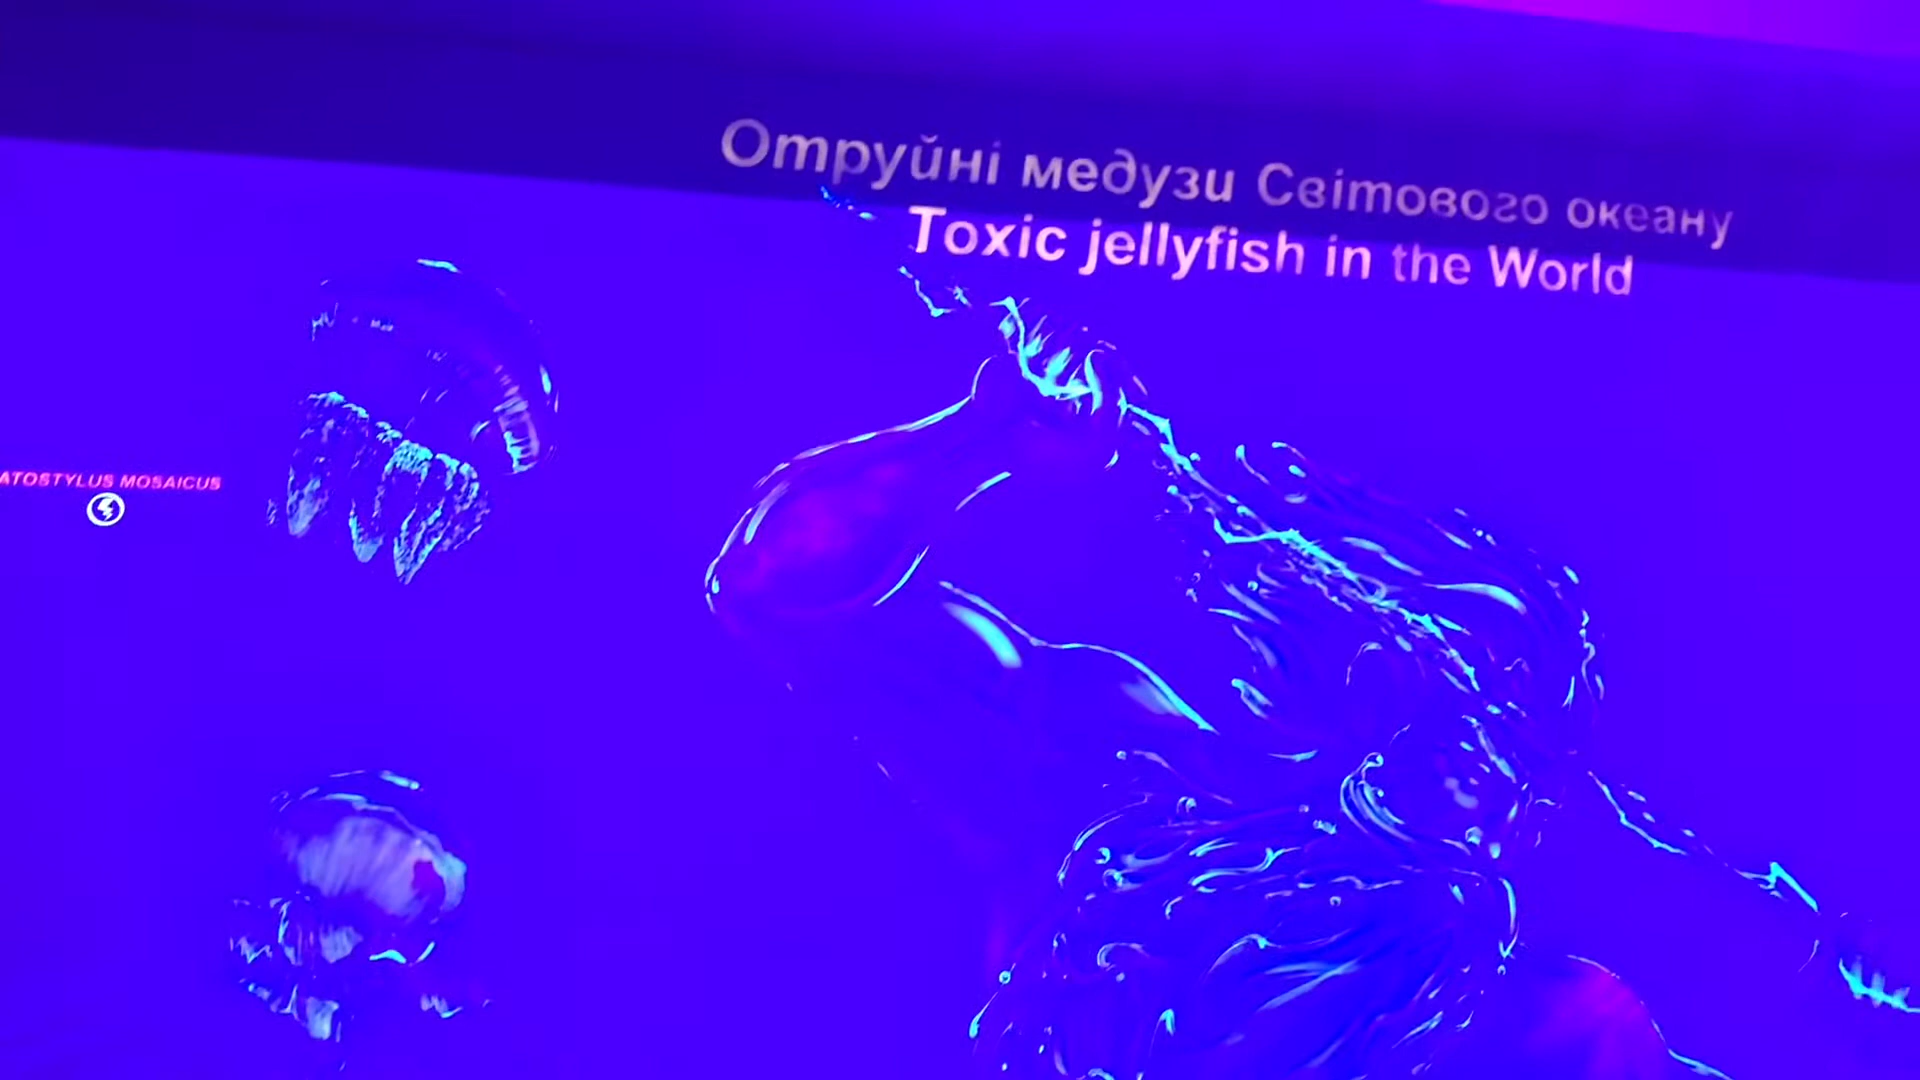 Отруйні медузи Світового океану
Toxic jellyfish in the World
ATOSTYLUS MOSAICUS